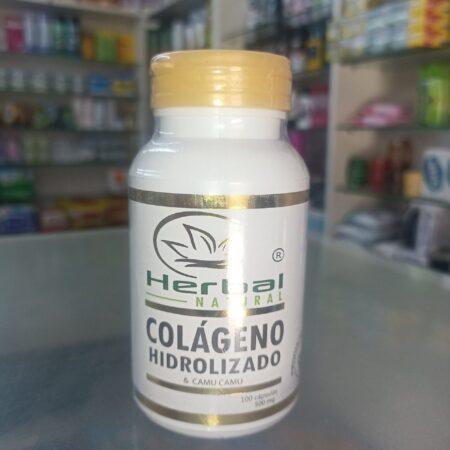 ®
Herbal
NATURAL
COLÁGENO
HIDROLIZADO
& CAMU CAMU
100 cápsulas
500 mg